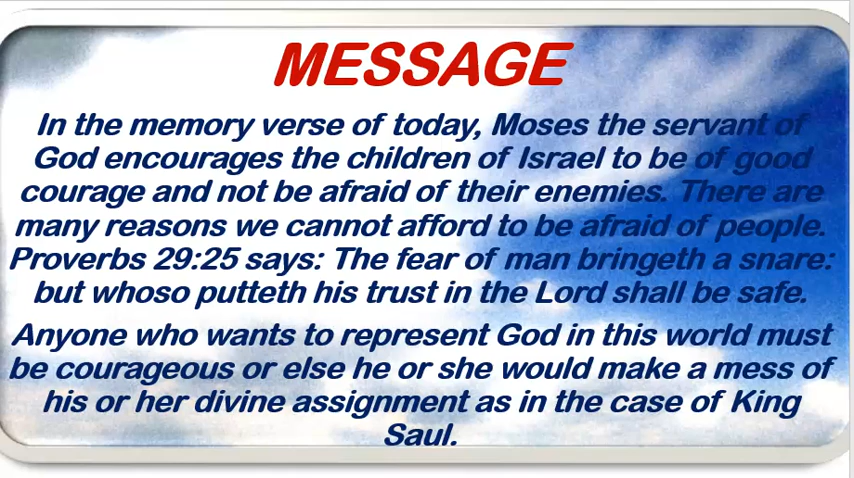 MESSAGE
In the memory verse of today, Moses the servant of
God encourages the children of Israel to be of good
courage and not be afraid of their enemies. There are
many reasons we cannot afford to be afraid of people.
Proverbs 29:25 says: The fear of man bringeth a snare:
but whoso putteth his trust in the Lord shall be safe.
Anyone who wants to represent God in this world must
be courageous or else he or she would make a mess of
his or her divine assignment as in the case of King
Saul.